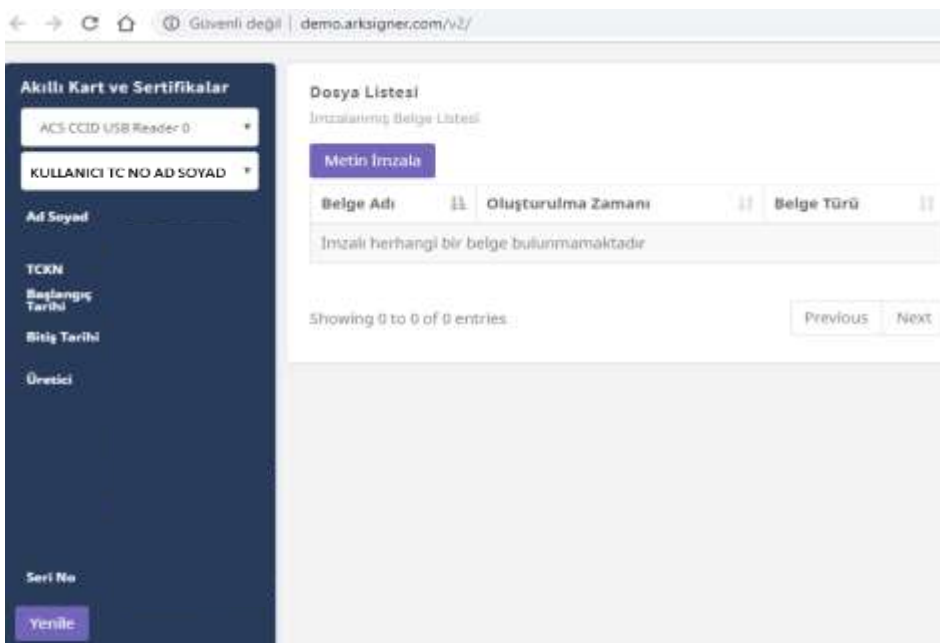 Güvenli değil | demo.arksigner.com/v2/
Akıllı Kart ve Sertifikalar
ACS CCID USB Reader 0
KULLANICI TC NO AD SOYAD
Ad Soyad
TCKN
Başlangıç
Tarihi
Bitiş Tarihi
Üretici
Seri No
Yenile
Dosya Listesi
İmzalanmış Belge Listesi
Metin İmzala
Belge Adı Oluşturulma Zamanı Belge Türü
İmzalı herhangi bir belge bulunmamaktadır
Showing 0 to 0 of 0 entries
Previous Next